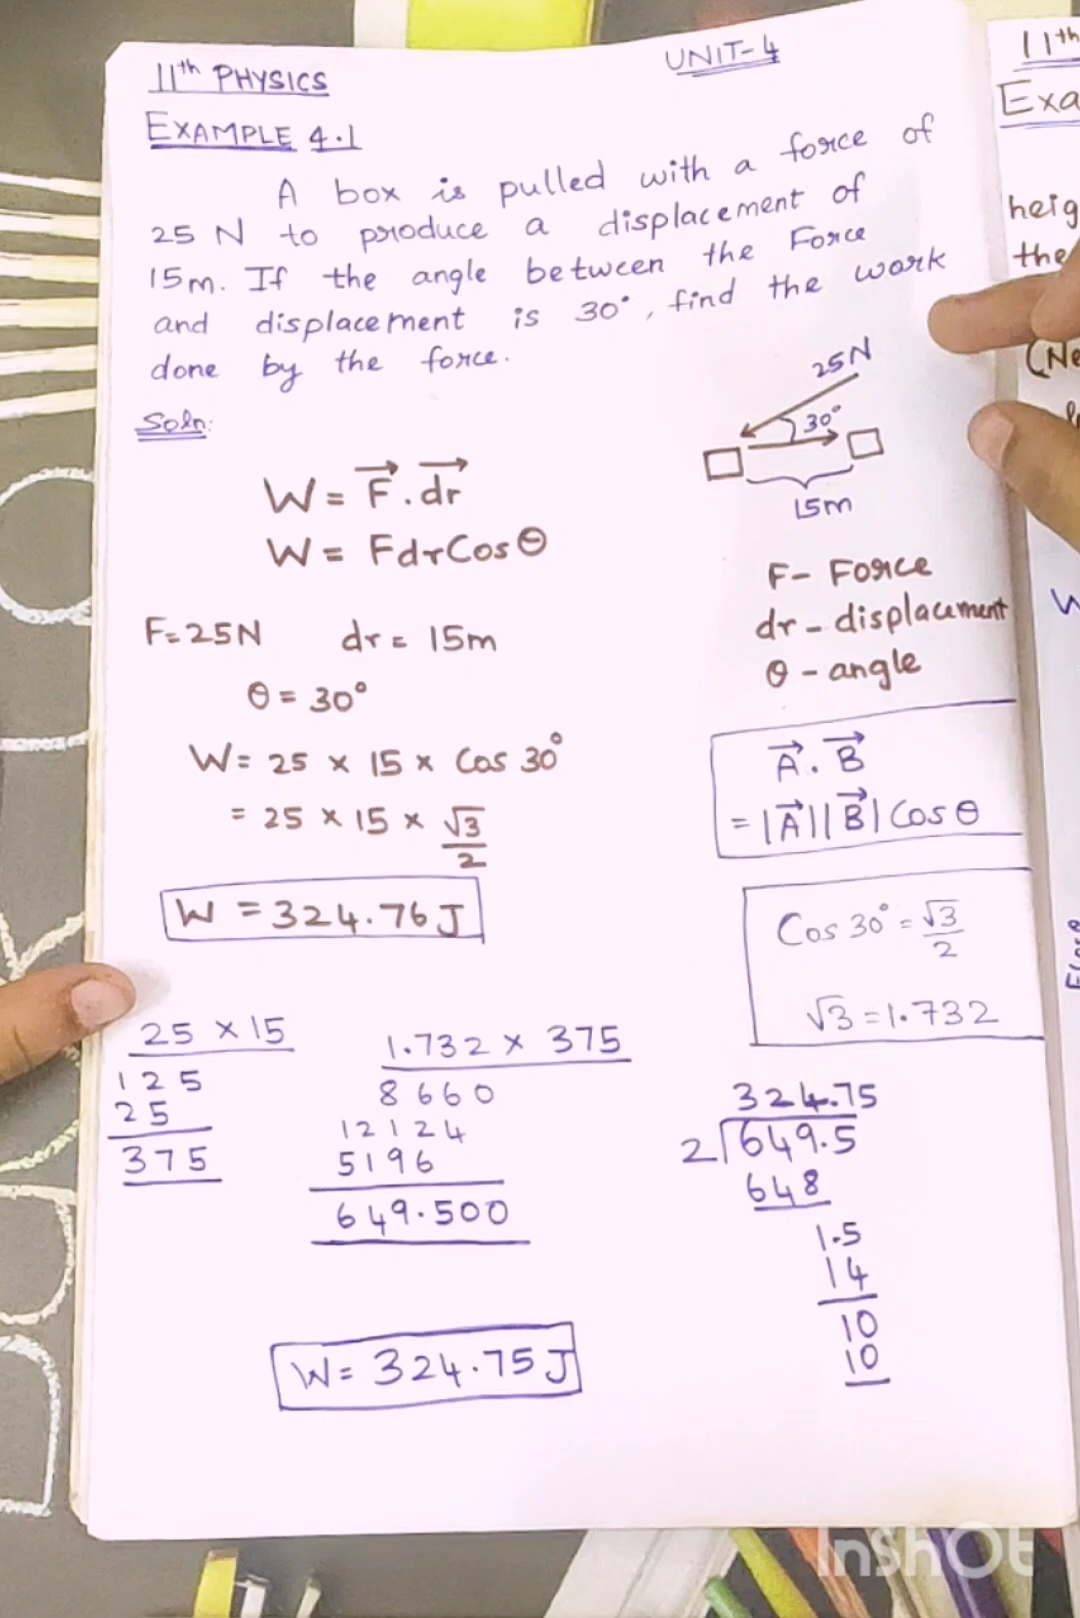 11th PHYSICS
UNIT-4
EXAMPLE 4.1
A box is pulled with a force of
25 N to produce a displacement of
15m. If the angle between the Force
and displacement is 30°, find the work
done by the force.
Soln:
25N
30°
15m
W = F⃗ . dr⃗
W = FdrCosθ
F- Force
dr - displacement
θ - angle
F=25N dr = 15m
θ = 30°
W= 25 × 15 × Cos 30°
= 25 × 15 × √3/2
W = 324.76J
A⃗ . B⃗
= |A⃗||B⃗| Cosθ
Cos 30° = √3/2
√3 = 1.732
25 × 15
125
25
375
1.732 × 375
8660
12124
5196
649.500
324.75
2)649.5
648
1.5
14
10
10
W= 324.75J
11th
Exa
heig
the
(Ne
InshOt